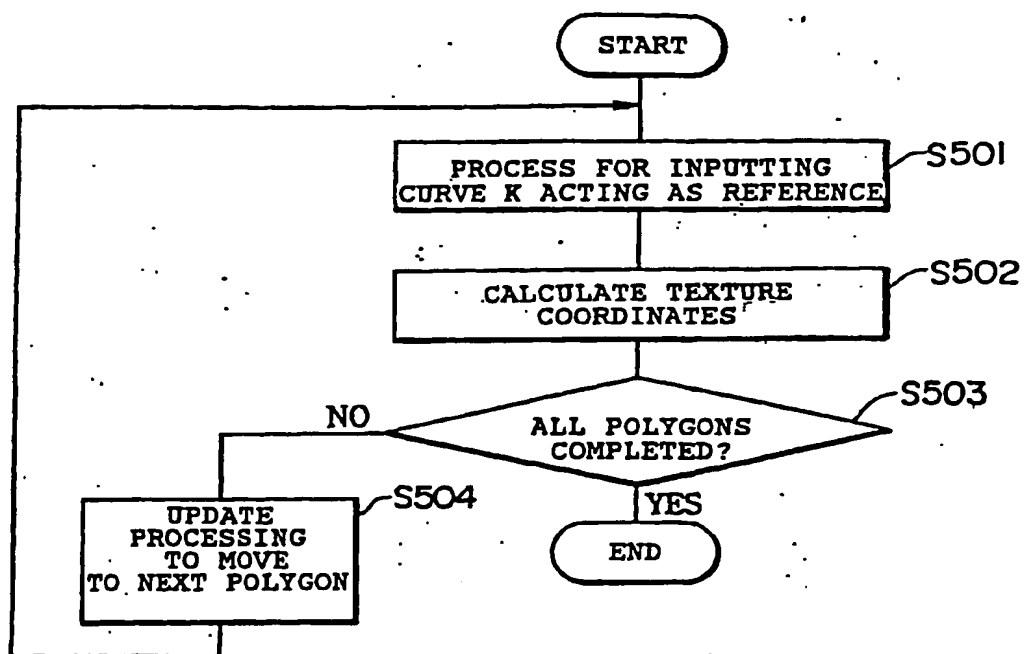 START
S501
PROCESS FOR INPUTTING
CURVE K ACTING AS REFERENCE
S502
CALCULATE TEXTURE
COORDINATES
S503
NO
ALL POLYGONS
COMPLETED?
S504
YES
UPDATE
PROCESSING
TO MOVE
TO NEXT POLYGON
END